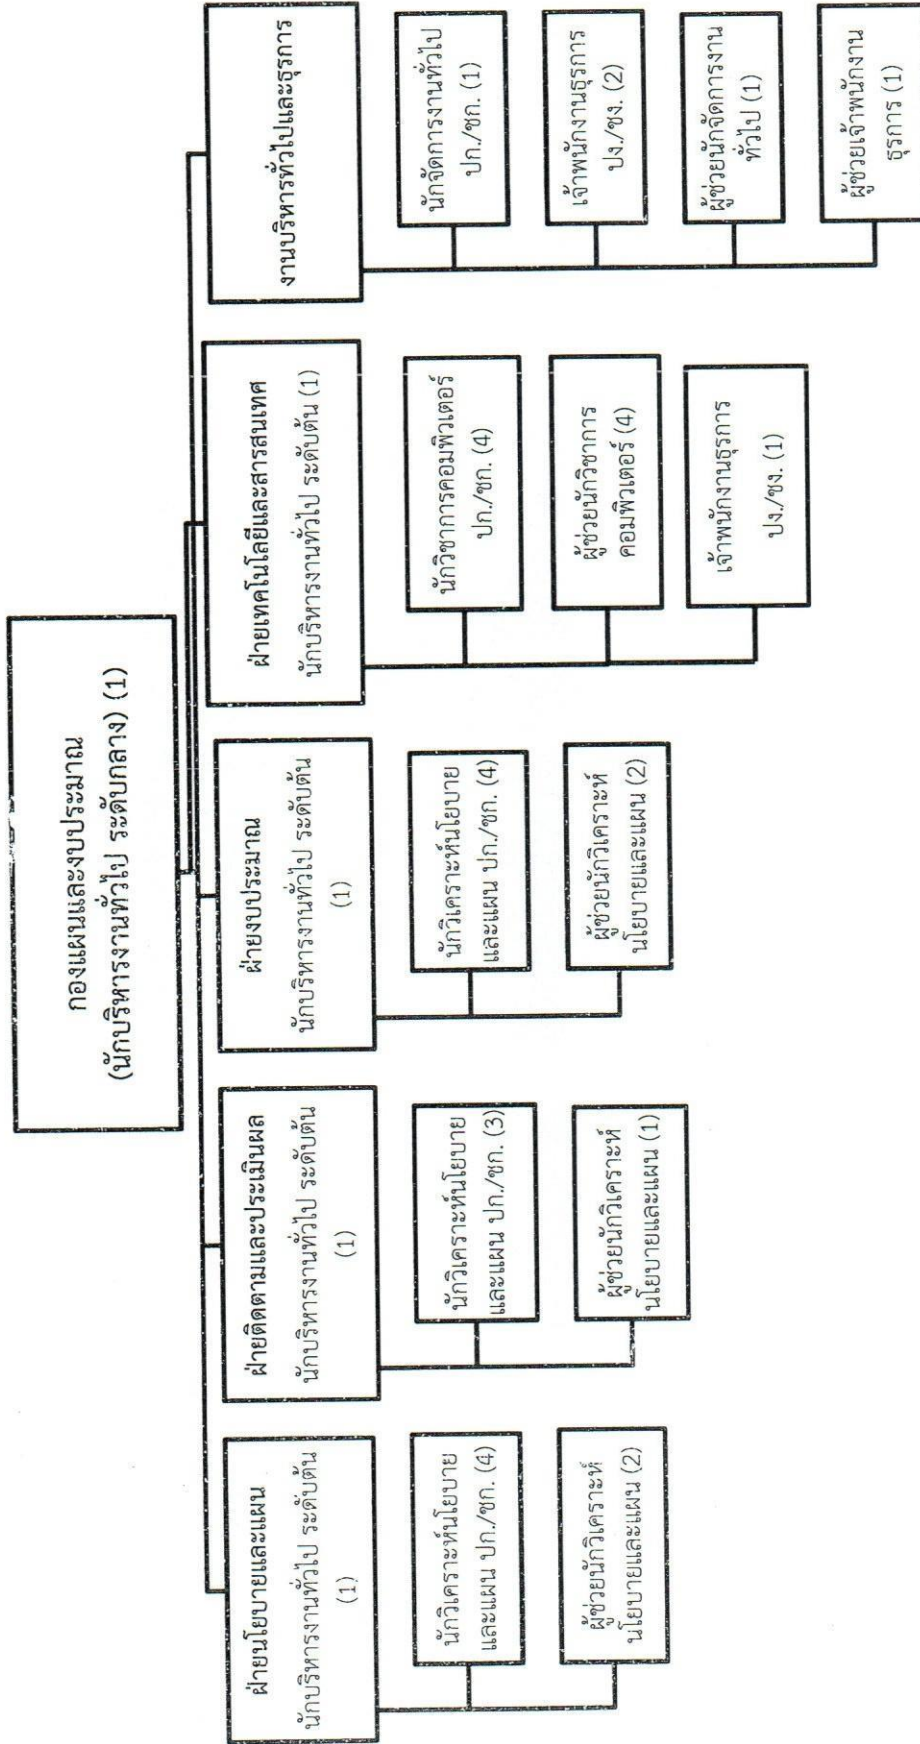 กองแผนและงบประมาณ
(นักบริหารงานทั่วไป ระดับกลาง) (1)
ฝ่ายนโยบายและแผน
นักบริหารงานทั่วไป ระดับต้น
(1)
นักวิเคราะห์นโยบาย
และแผน ปก./ชก. (4)
ผู้ช่วยนักวิเคราะห์
นโยบายและแผน (2)
ฝ่ายติดตามและประเมินผล
นักบริหารงานทั่วไป ระดับต้น
(1)
นักวิเคราะห์นโยบาย
และแผน ปก./ชก. (3)
ผู้ช่วยนักวิเคราะห์
นโยบายและแผน (1)
ฝ่ายงบประมาณ
นักบริหารงานทั่วไป ระดับต้น
(1)
นักวิเคราะห์นโยบาย
และแผน ปก./ชก. (4)
ผู้ช่วยนักวิเคราะห์
นโยบายและแผน (2)
ฝ่ายเทคโนโลยีและสารสนเทศ
นักบริหารงานทั่วไป ระดับต้น (1)
นักวิชาการคอมพิวเตอร์
ปก./ชก. (4)
ผู้ช่วยนักวิชาการ
คอมพิวเตอร์ (4)
เจ้าพนักงานธุรการ
ปง./ชง. (1)
งานบริหารทั่วไปและธุรการ
นักจัดการงานทั่วไป
ปก./ชก. (1)
เจ้าพนักงานธุรการ
ปง./ชง. (2)
ผู้ช่วยนักจัดการงาน
ทั่วไป (1)
ผู้ช่วยเจ้าพนักงาน
ธุรการ (1)